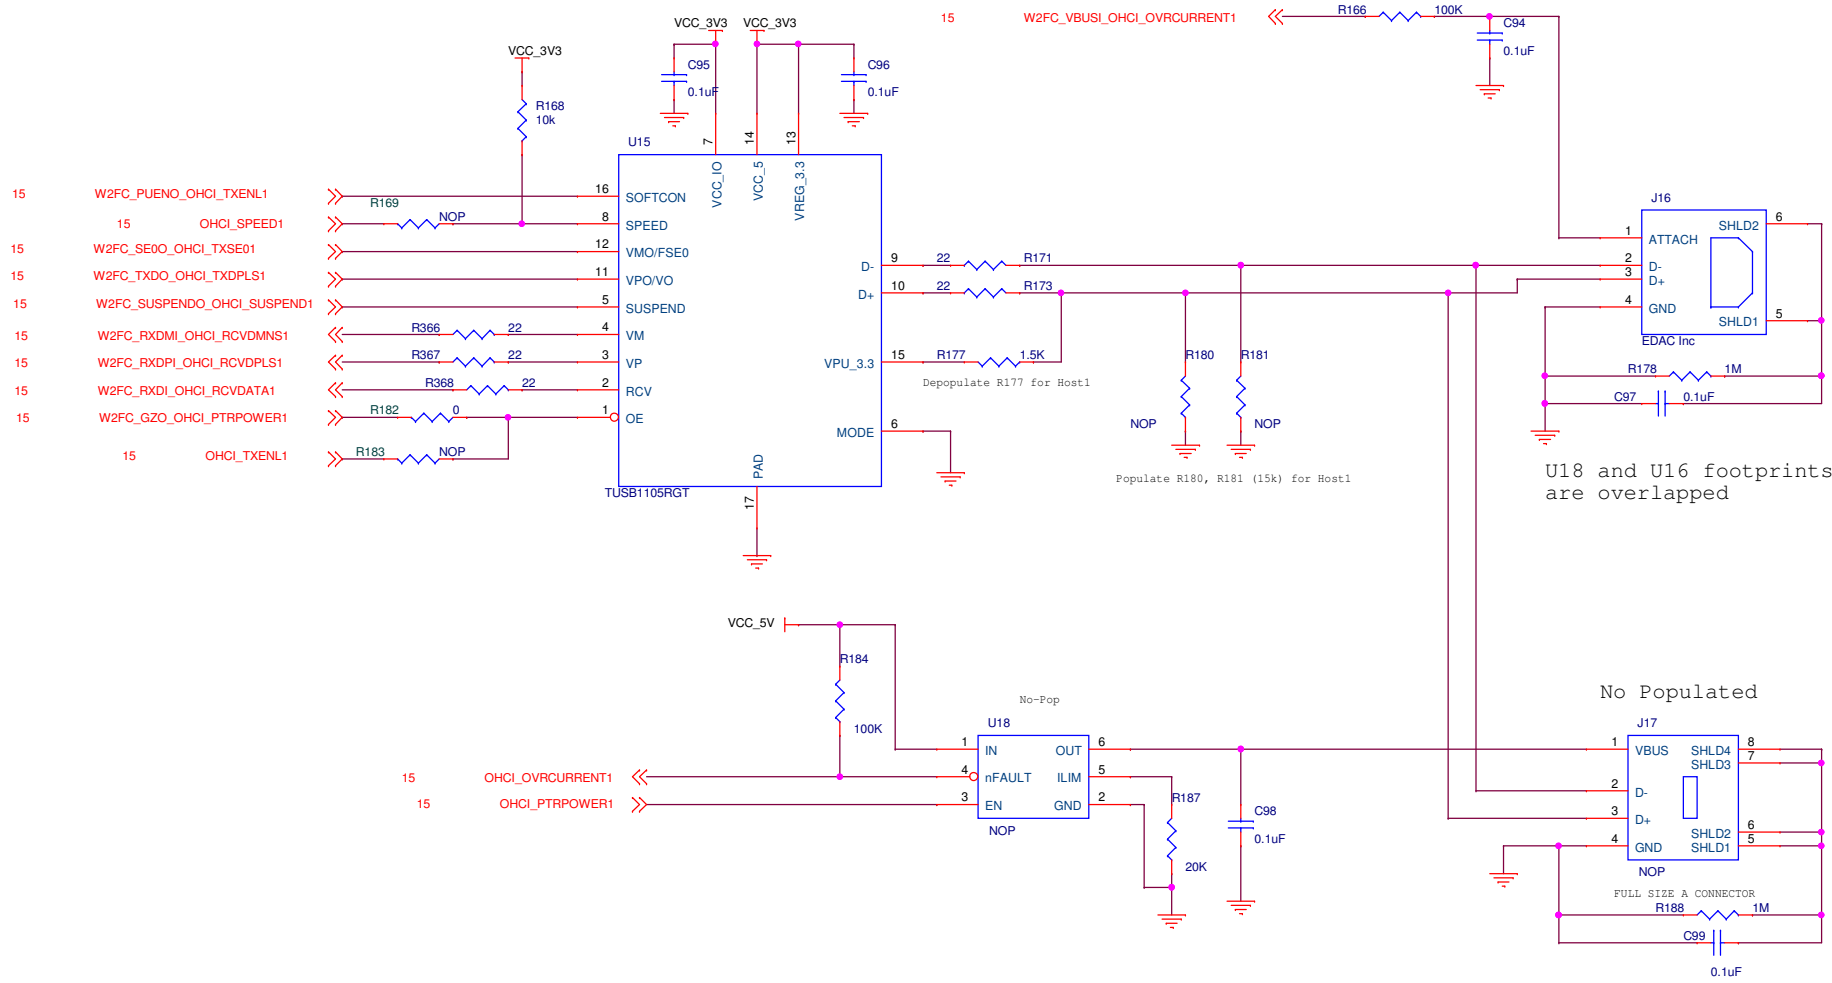 15 W2FC_VBUSI_OHCI_OVRCURRENT1 R166 100K
C94
0.1uF
VCC_3V3 VCC_3V3
VCC_3V3
C95
0.1uF
C96
0.1uF
R168
10k
U15
7 14 13
VCC_IO VCC_5 VREG_3.3
15 W2FC_PUENO_OHCI_TXENL1 16 SOFTCON
15 OHCI_SPEED1 R169 NOP 8 SPEED
15 W2FC_SE0O_OHCI_TXSE01 12 VMO/FSE0
15 W2FC_TXDO_OHCI_TXDPLS1 11 VPO/VO
15 W2FC_SUSPENDO_OHCI_SUSPEND1 5 SUSPEND
15 W2FC_RXDMI_OHCI_RCVDMNS1 R366 22 4 VM
15 W2FC_RXDPI_OHCI_RCVDPLS1 R367 22 3 VP
15 W2FC_RXDI_OHCI_RCVDATA1 R368 22 2 RCV
15 W2FC_GZO_OHCI_PTRPOWER1 R182 0 1 OE
15 OHCI_TXENL1 R183 NOP
D- 9 22 R171
D+ 10 22 R173
VPU_3.3 15 R177 1.5K
Depopulate R177 for Host1
MODE 6
PAD
17
TUSB1105RGT
R180 R181
NOP NOP
Populate R180, R181 (15k) for Host1
J16
1 ATTACH SHLD2 6
2 D-
3 D+
4 GND SHLD1 5
EDAC Inc
R178 1M
C97 0.1uF
U18 and U16 footprints
are overlapped
VCC_5V
R184
100K
No-Pop
U18
1 IN OUT 6
15 OHCI_OVRCURRENT1 4 nFAULT ILIM 5
15 OHCI_PTRPOWER1 3 EN GND 2
NOP
R187
20K
C98
0.1uF
No Populated
J17
1 VBUS SHLD4 8
SHLD3 7
2 D-
3 D+
SHLD2 6
4 GND SHLD1 5
NOP
FULL SIZE A CONNECTOR
R188 1M
C99
0.1uF